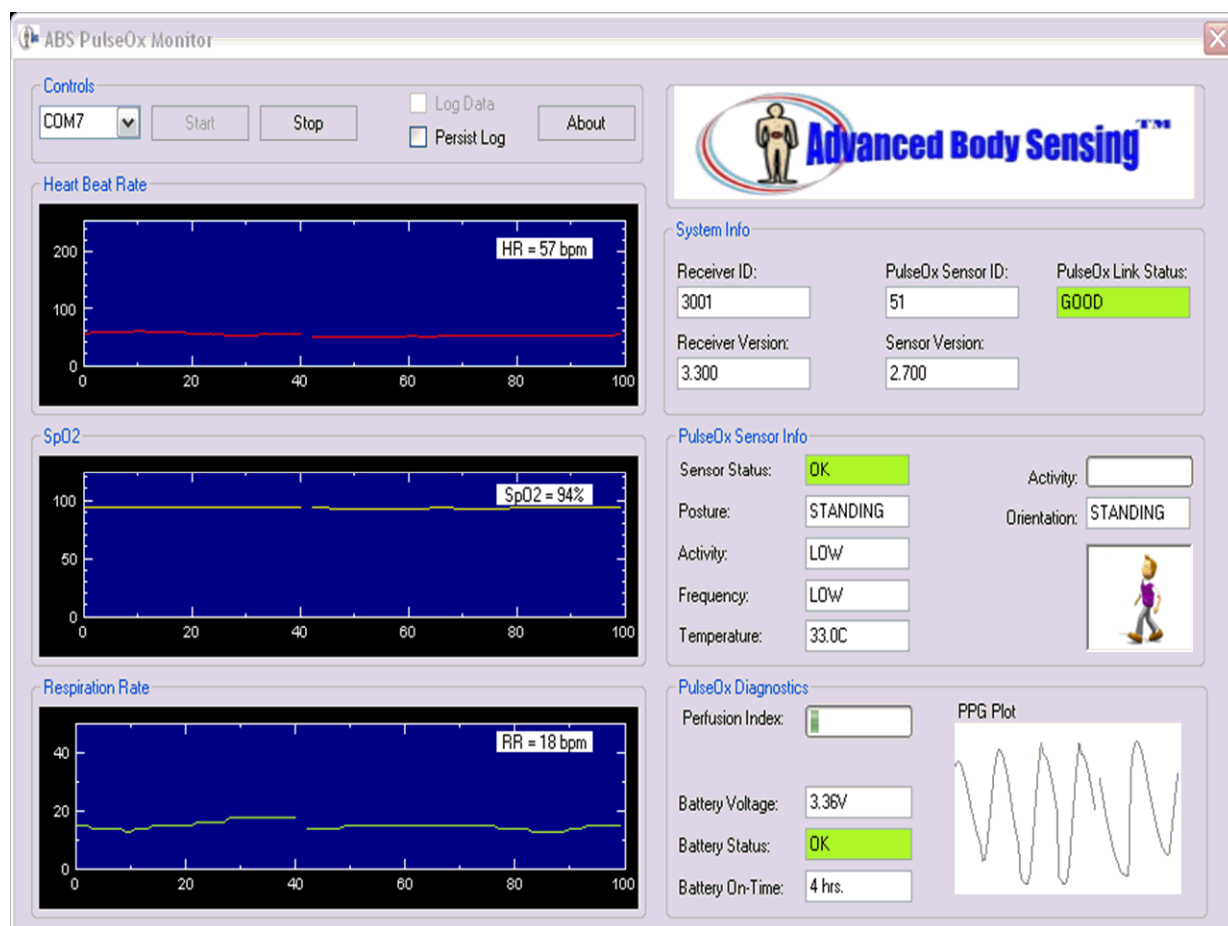 ABS PulseOx Monitor
Controls
COM7
Start
Stop
Log Data
Persist Log
About
Advanced Body Sensing™
Heart Beat Rate
HR = 57 bpm
200
100
0
0 20 40 60 80 100
System Info
Receiver ID: PulseOx Sensor ID: PulseOx Link Status:
3001 51 GOOD
Receiver Version: Sensor Version:
3.300 2.700
SpO2
SpO2 = 94%
100
50
0
0 20 40 60 80 100
PulseOx Sensor Info
Sensor Status: OK
Activity:
Posture: STANDING
Orientation: STANDING
Activity: LOW
Frequency: LOW
Temperature: 33.0C
Respiration Rate
RR = 18 bpm
40
20
0
0 20 40 60 80 100
PulseOx Diagnostics
Perfusion Index:
PPG Plot
Battery Voltage: 3.36V
Battery Status: OK
Battery On-Time: 4 hrs.